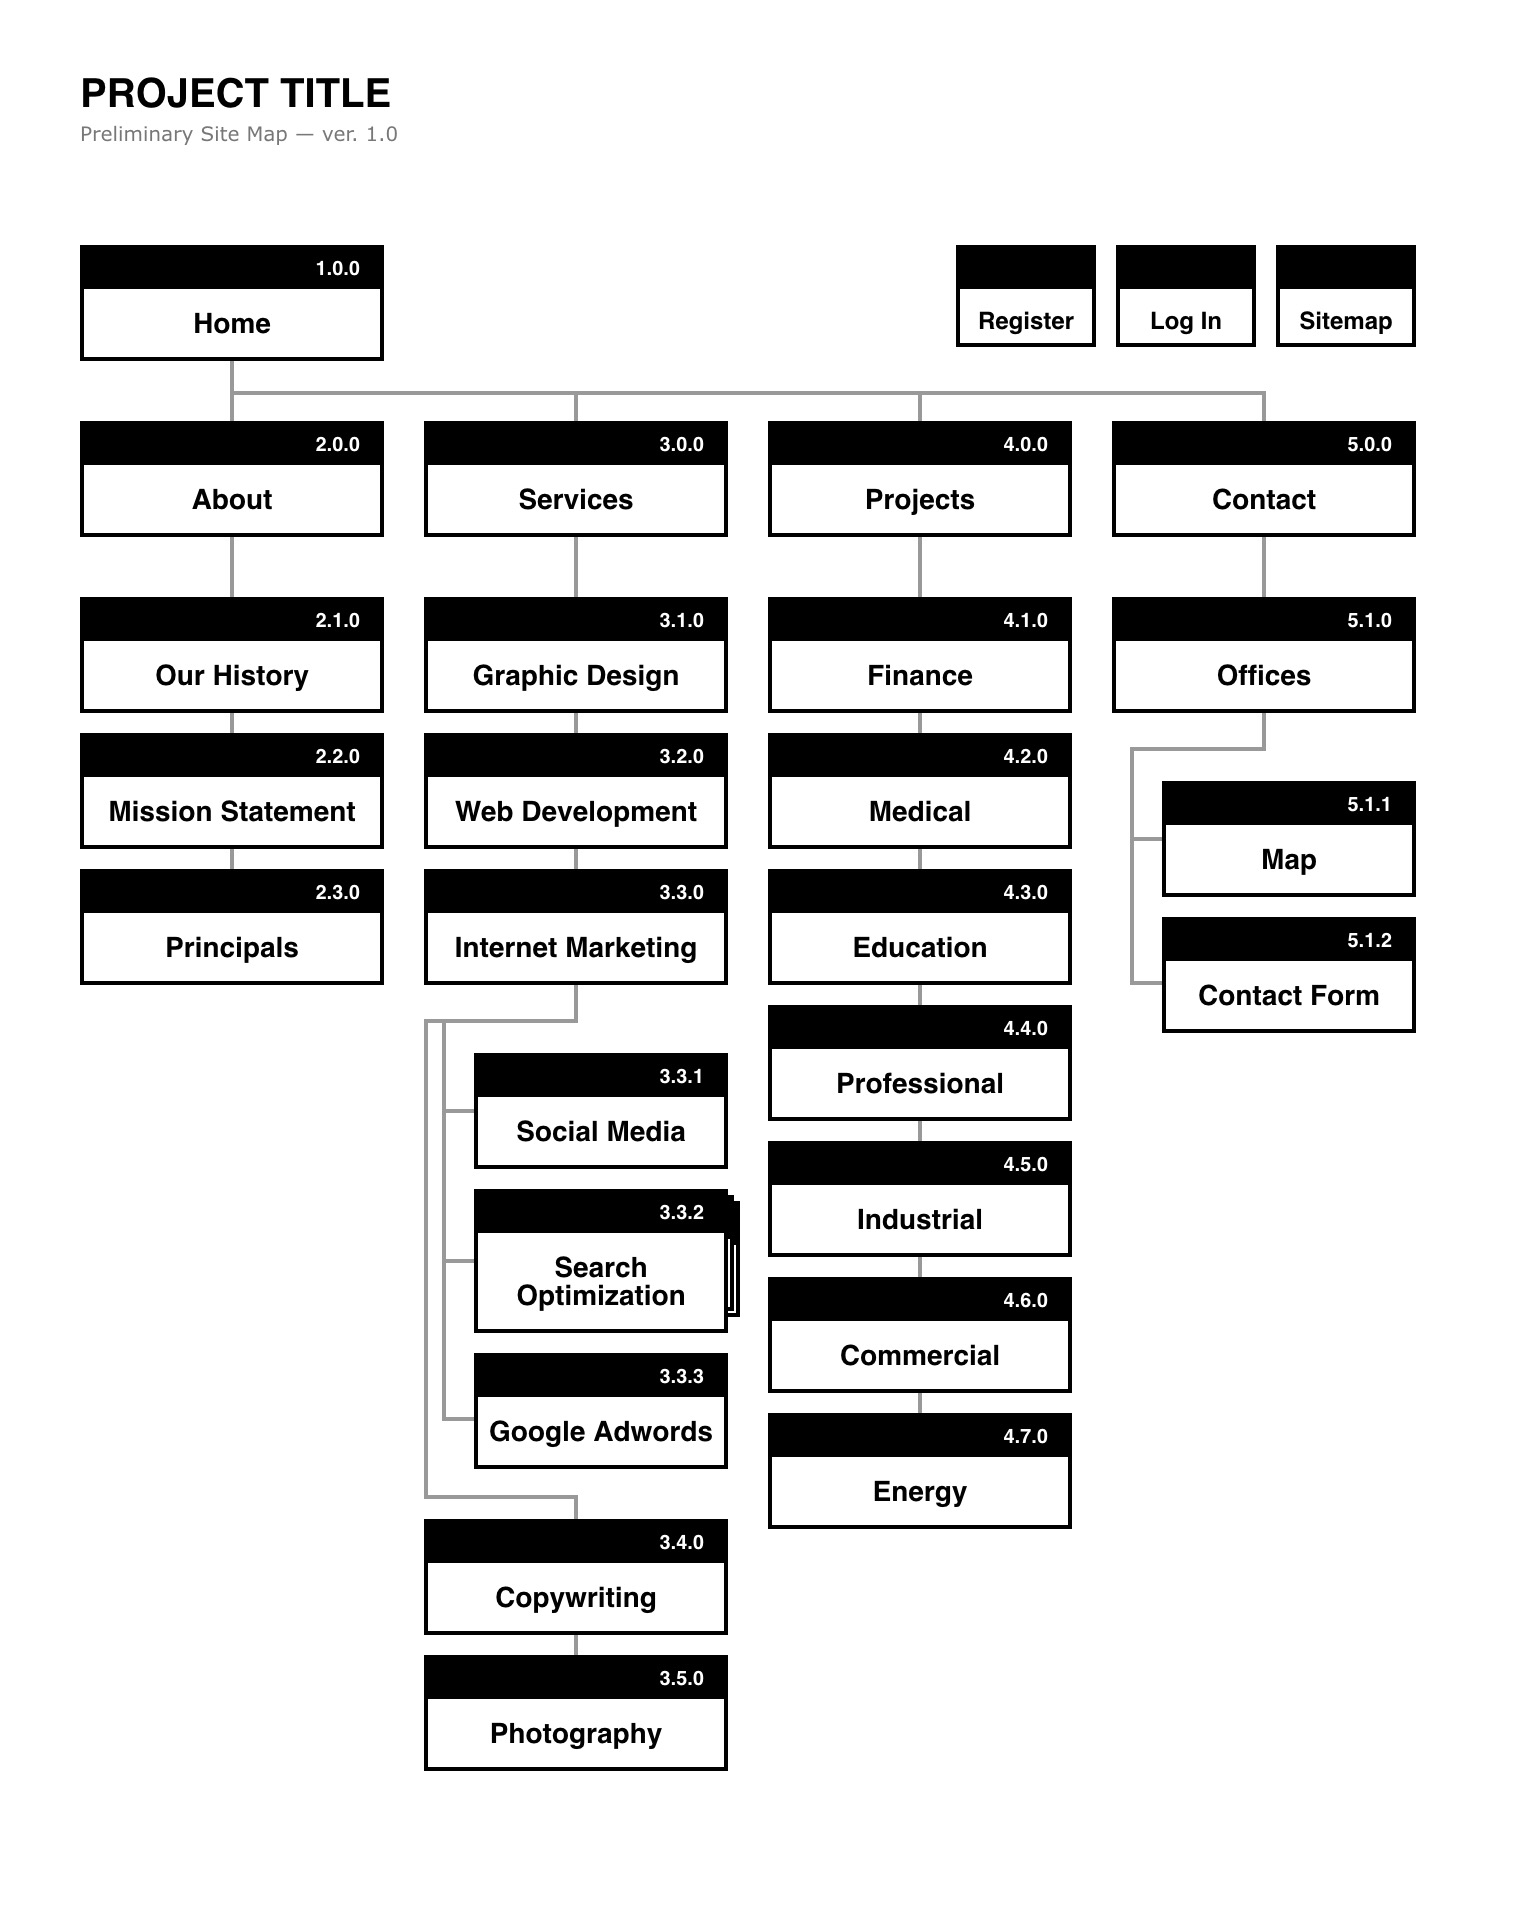 PROJECT TITLE
Preliminary Site Map — ver. 1.0
1.0.0
Home
Register
Log In
Sitemap
2.0.0
About
2.1.0
Our History
2.2.0
Mission Statement
2.3.0
Principals
3.0.0
Services
3.1.0
Graphic Design
3.2.0
Web Development
3.3.0
Internet Marketing
3.3.1
Social Media
3.3.2
Search
Optimization
3.3.3
Google Adwords
3.4.0
Copywriting
3.5.0
Photography
4.0.0
Projects
4.1.0
Finance
4.2.0
Medical
4.3.0
Education
4.4.0
Professional
4.5.0
Industrial
4.6.0
Commercial
4.7.0
Energy
5.0.0
Contact
5.1.0
Offices
5.1.1
Map
5.1.2
Contact Form